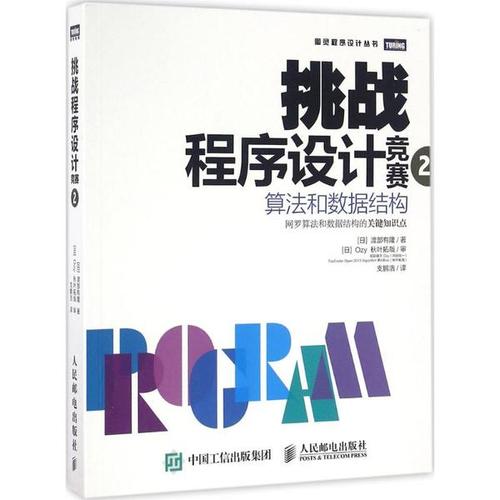 图灵程序设计丛书
TURING
挑战
程序设计
竞赛
2
算法和数据结构
网罗算法和数据结构的关键知识点
［日］渡部有隆 / 著
［日］Ozy 秋叶拓哉 / 审
支鹏浩 / 译
PROGRAM
中国工信出版集团
人民邮电出版社
挑战程序设计竞赛
2
人民邮电出版社